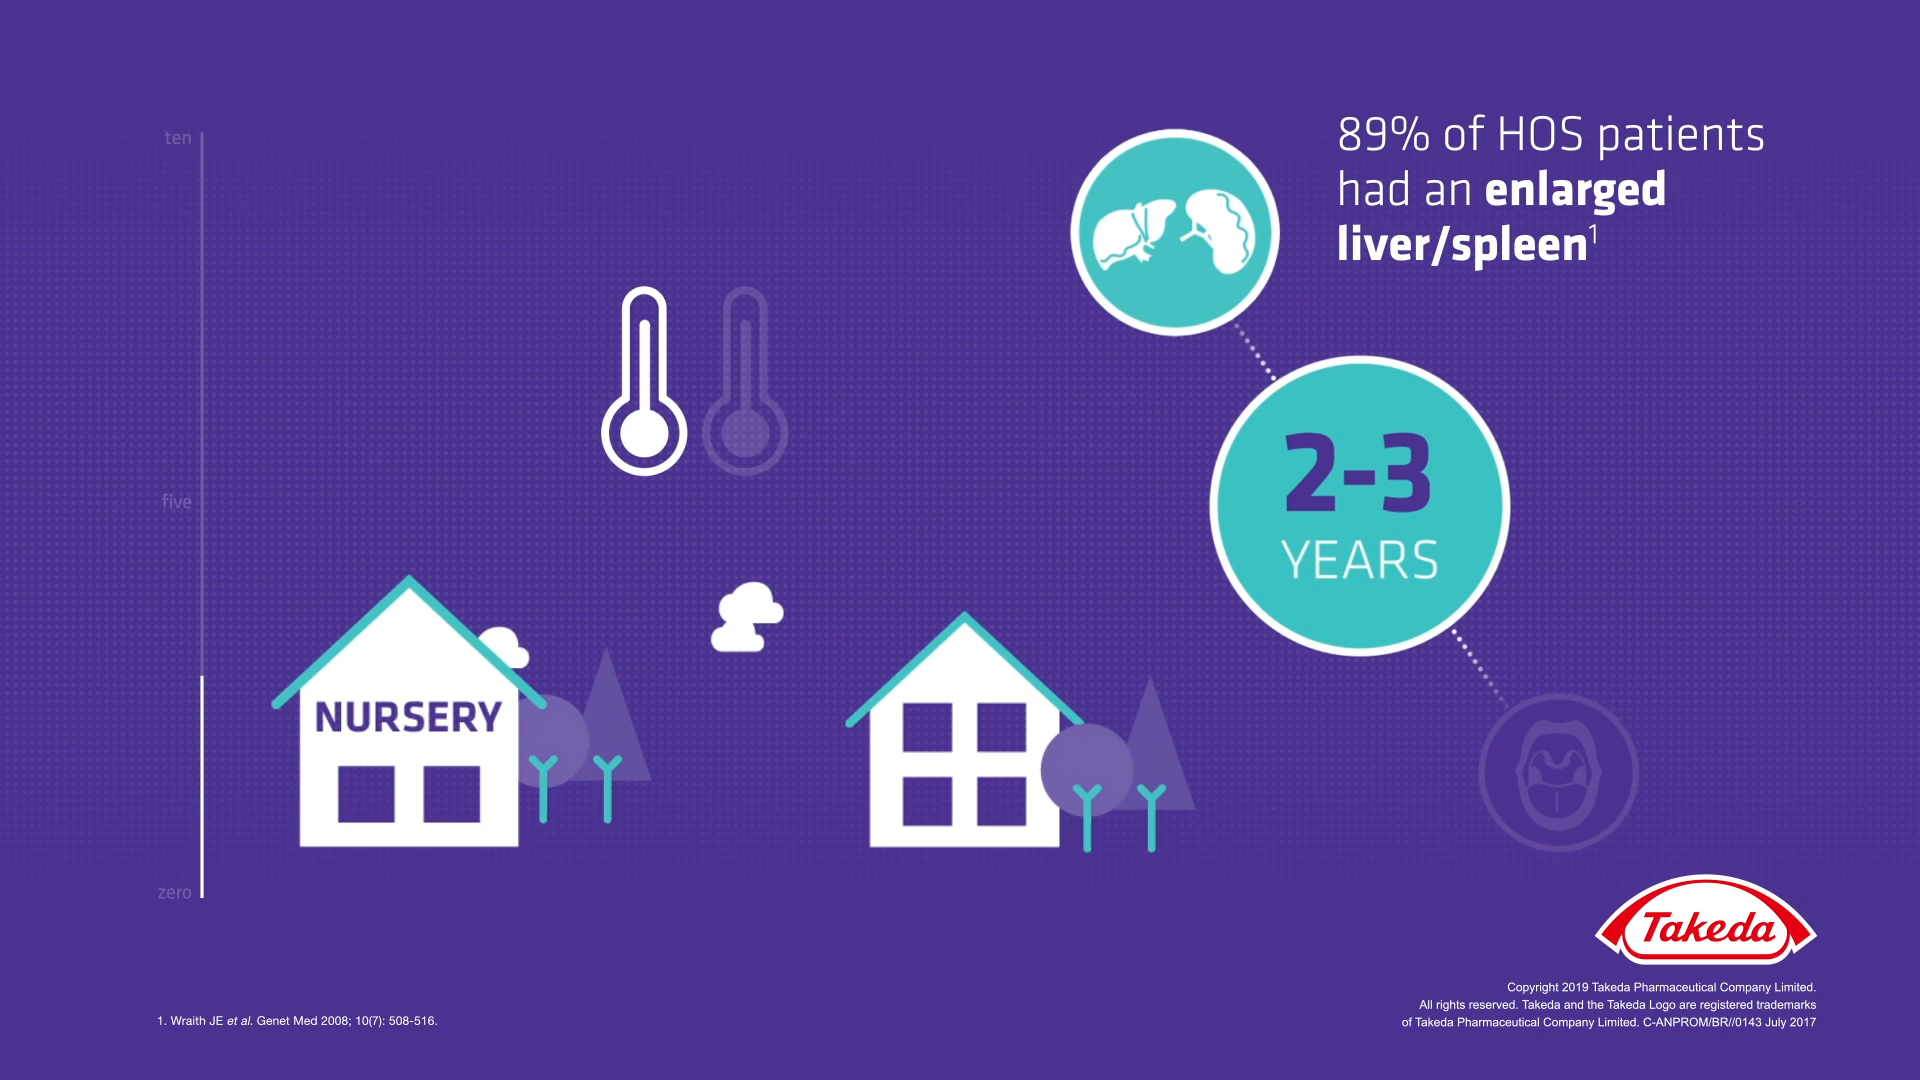 ten
five
zero
NURSERY
89% of HOS patients
had an enlarged
liver/spleen1
2-3
YEARS
Takeda
Copyright 2019 Takeda Pharmaceutical Company Limited.
All rights reserved. Takeda and the Takeda Logo are registered trademarks
of Takeda Pharmaceutical Company Limited. C-ANPROM/BR//0143 July 2017
1. Wraith JE et al. Genet Med 2008; 10(7): 508-516.